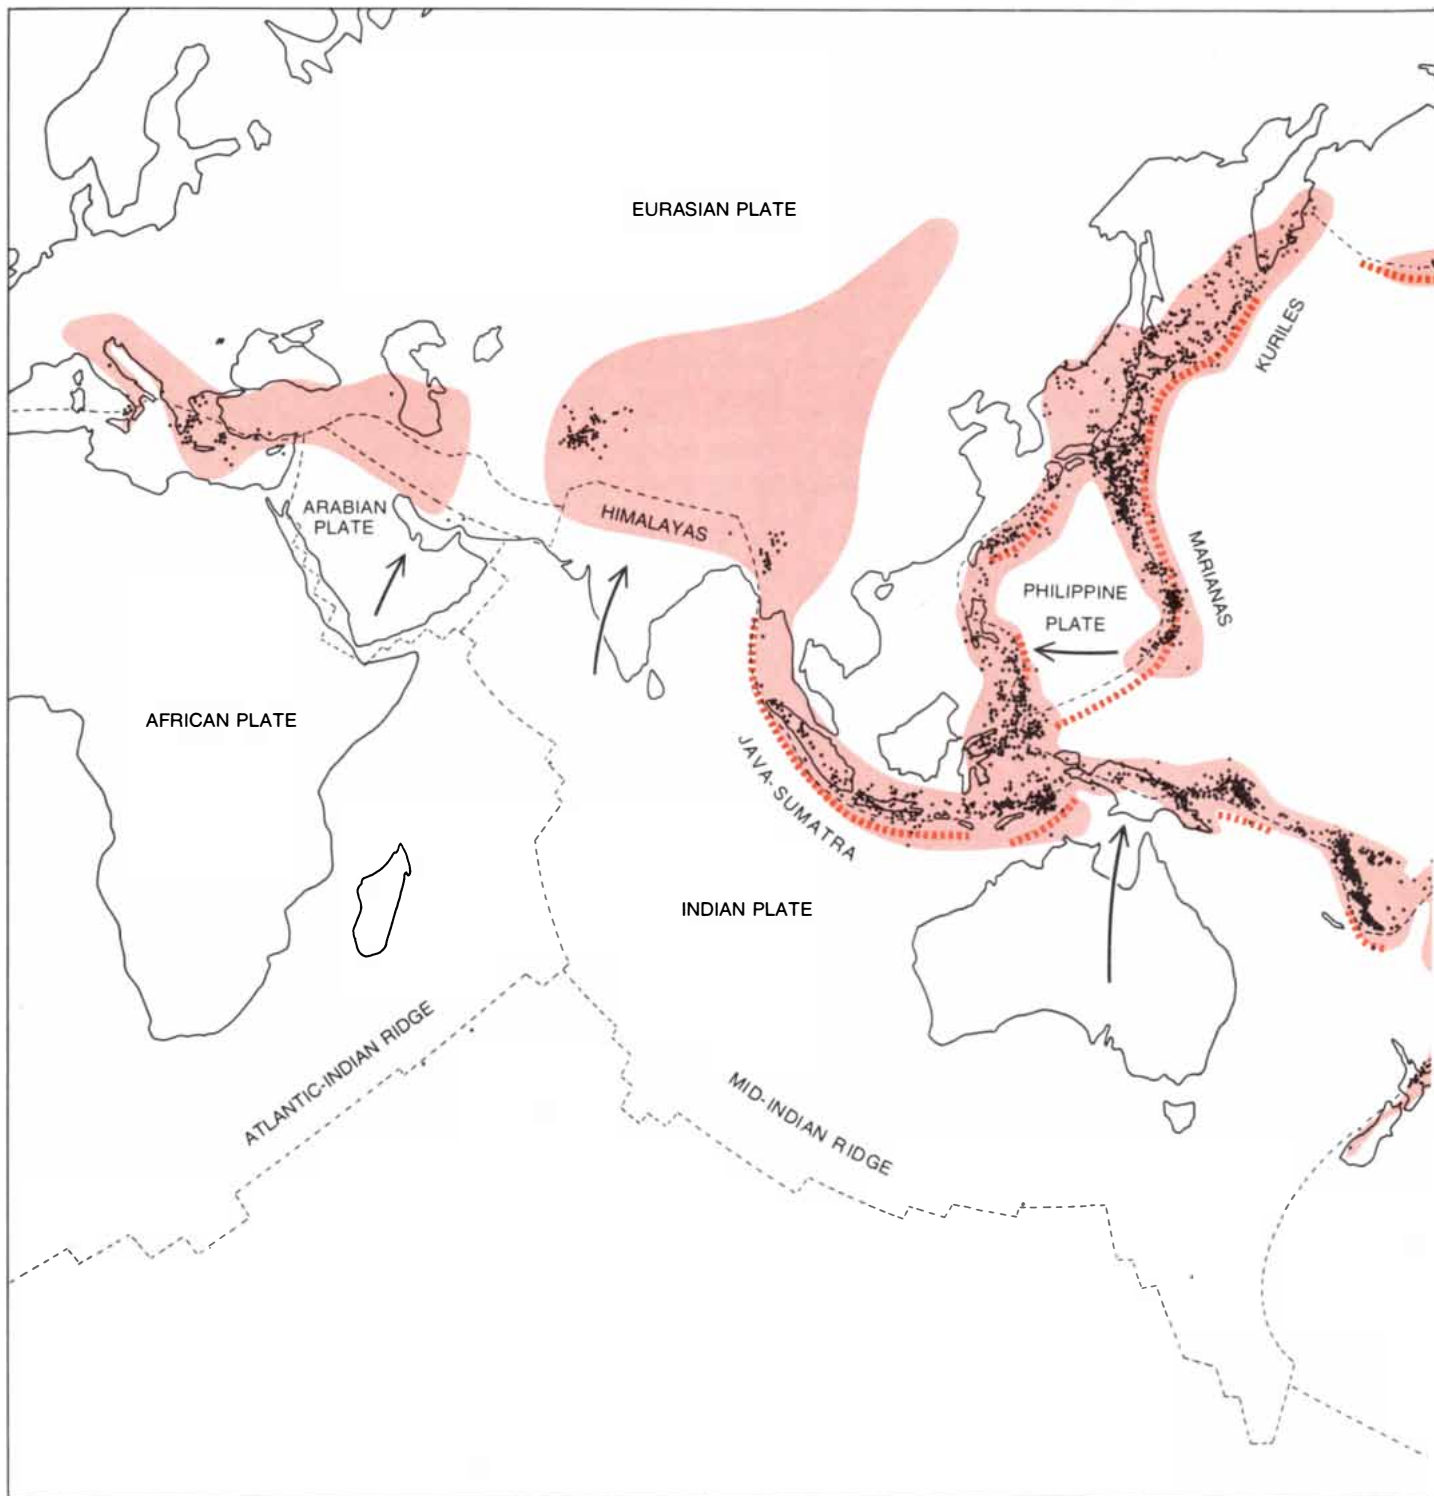 EURASIAN PLATE
KURILES
ARABIAN
PLATE
HIMALAYAS
MARIANAS
PHILIPPINE
PLATE
AFRICAN PLATE
JAVA-SUMATRA
INDIAN PLATE
ATLANTIC-INDIAN RIDGE
MID-INDIAN RIDGE